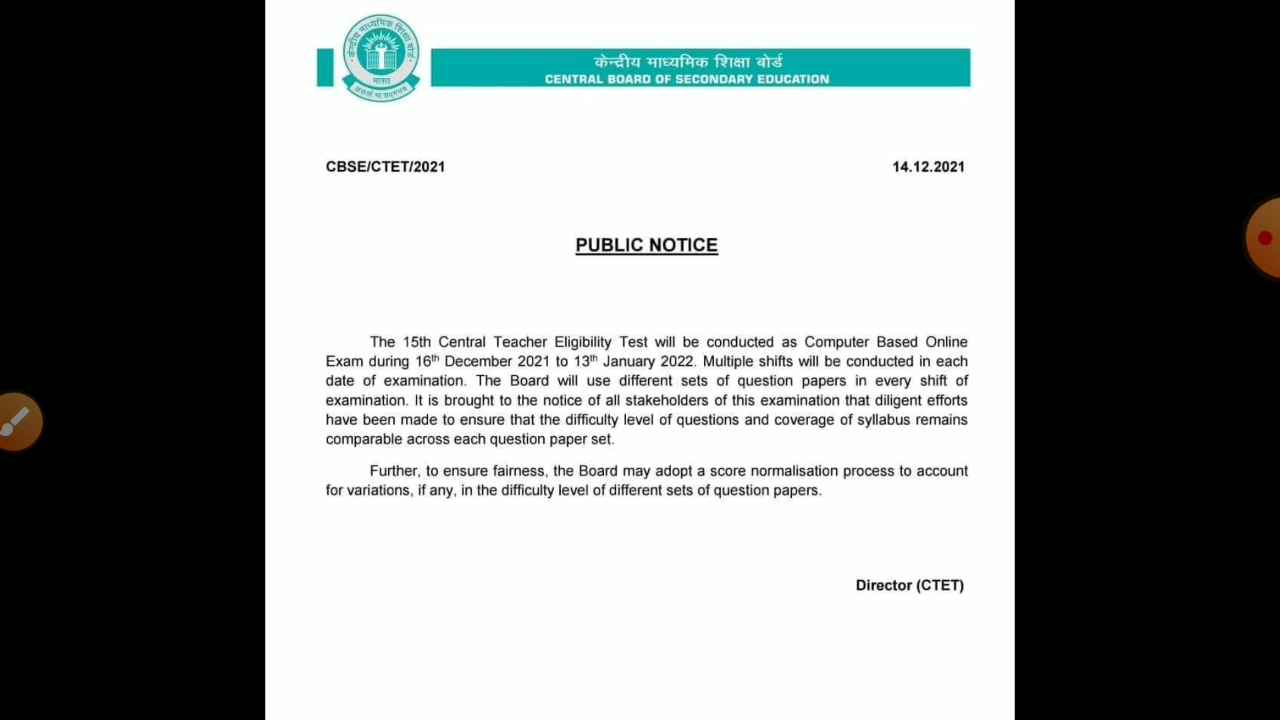 केन्द्रीय माध्यमिक शिक्षा बोर्ड
भारत
असतो मा सद्गमय
केन्द्रीय माध्यमिक शिक्षा बोर्ड
CENTRAL BOARD OF SECONDARY EDUCATION
CBSE/CTET/2021 14.12.2021
PUBLIC NOTICE
The 15th Central Teacher Eligibility Test will be conducted as Computer Based Online
Exam during 16th December 2021 to 13th January 2022. Multiple shifts will be conducted in each
date of examination. The Board will use different sets of question papers in every shift of
examination. It is brought to the notice of all stakeholders of this examination that diligent efforts
have been made to ensure that the difficulty level of questions and coverage of syllabus remains
comparable across each question paper set.
Further, to ensure fairness, the Board may adopt a score normalisation process to account
for variations, if any, in the difficulty level of different sets of question papers.
Director (CTET)